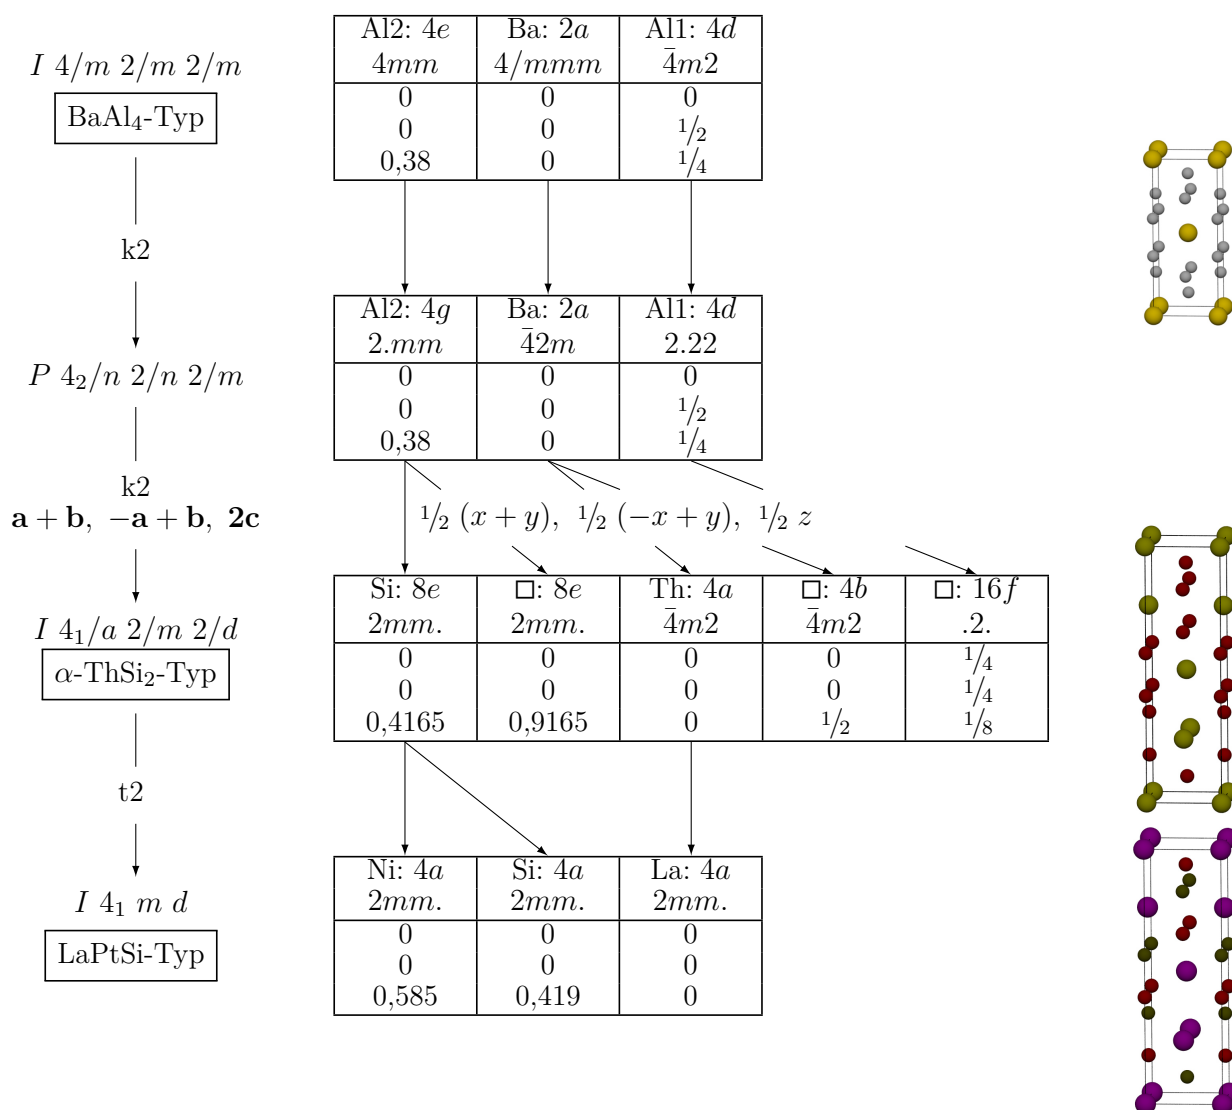 Al2: 4e Ba: 2a Al1: 4d
I 4/m 2/m 2/m 4mm 4/mmm 4̄m2
BaAl₄-Typ
0 0 0
0 0 1/2
0,38 0 1/4
k2
Al2: 4g Ba: 2a Al1: 4d
2.mm 4̄2m 2.22
P 4₂/n 2/n 2/m
0 0 0
0 0 1/2
0,38 0 1/4
k2
a + b, −a + b, 2c
1/2 (x + y), 1/2 (−x + y), 1/2 z
Si: 8e □: 8e Th: 4a □: 4b □: 16f
I 4₁/a 2/m 2/d 2mm. 2mm. 4̄m2 4̄m2 .2.
α-ThSi₂-Typ
0 0 0 0 1/4
0 0 0 0 1/4
0,4165 0,9165 0 1/2 1/8
t2
Ni: 4a Si: 4a La: 4a
I 4₁ m d 2mm. 2mm. 2mm.
LaPtSi-Typ
0 0 0
0 0 0
0,585 0,419 0